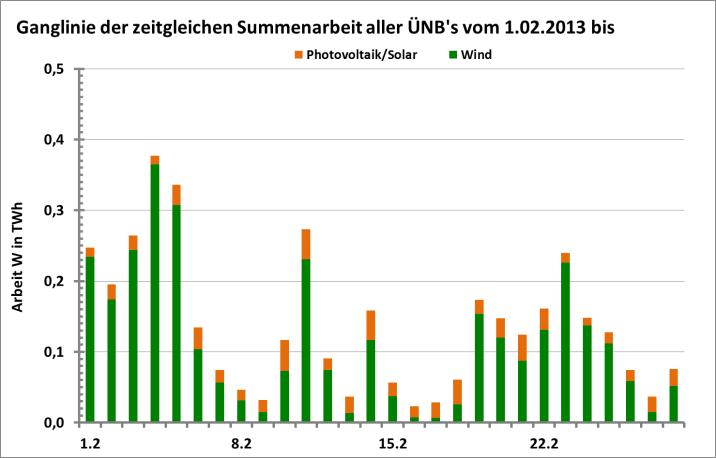 Ganglinie der zeitgleichen Summenarbeit aller ÜNB's vom 1.02.2013 bis
Photovoltaik/Solar Wind
0,5
0,4
0,3
0,2
0,1
0,0
Arbeit W in TWh
1.2 8.2 15.2 22.2